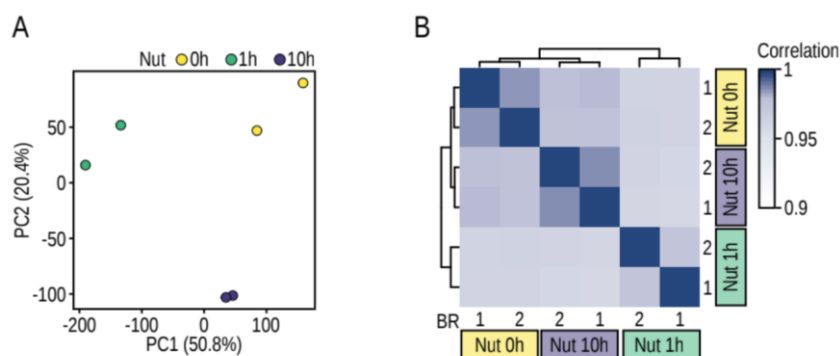 A
Nut 0h 1h 10h
50
0
-50
-100
-200 -100 0 100
PC1 (50.8%)
PC2 (20.4%)
B
Correlation
1
0.95
0.9
1
2
2
1
2
1
Nut 0h
Nut 10h
Nut 1h
BR 1 2 2 1 2 1
Nut 0h Nut 10h Nut 1h